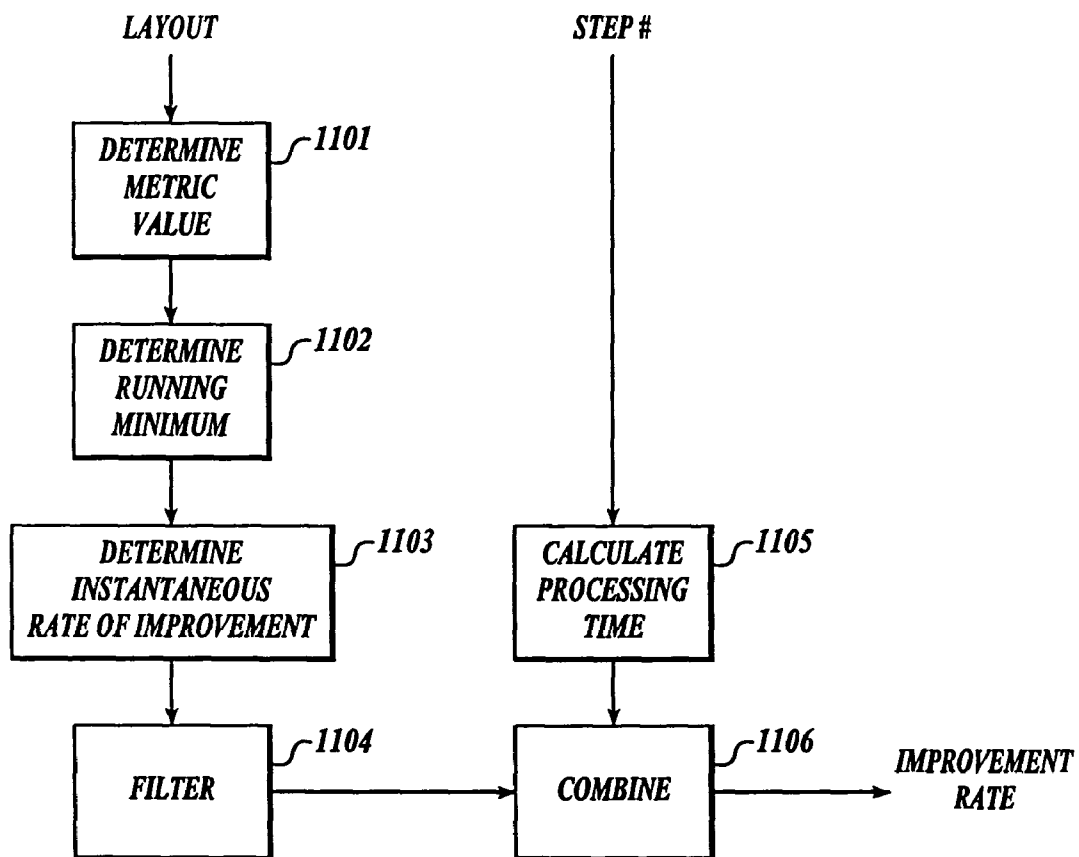 LAYOUT
STEP #
DETERMINE
METRIC
VALUE
1101
DETERMINE
RUNNING
MINIMUM
1102
DETERMINE
INSTANTANEOUS
RATE OF IMPROVEMENT
1103
CALCULATE
PROCESSING
TIME
1105
FILTER
1104
COMBINE
1106
IMPROVEMENT
RATE